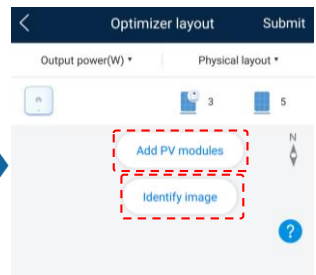 Optimizer layout Submit
Output power(W) Physical layout
3 5
N
Add PV modules
Identify image
?